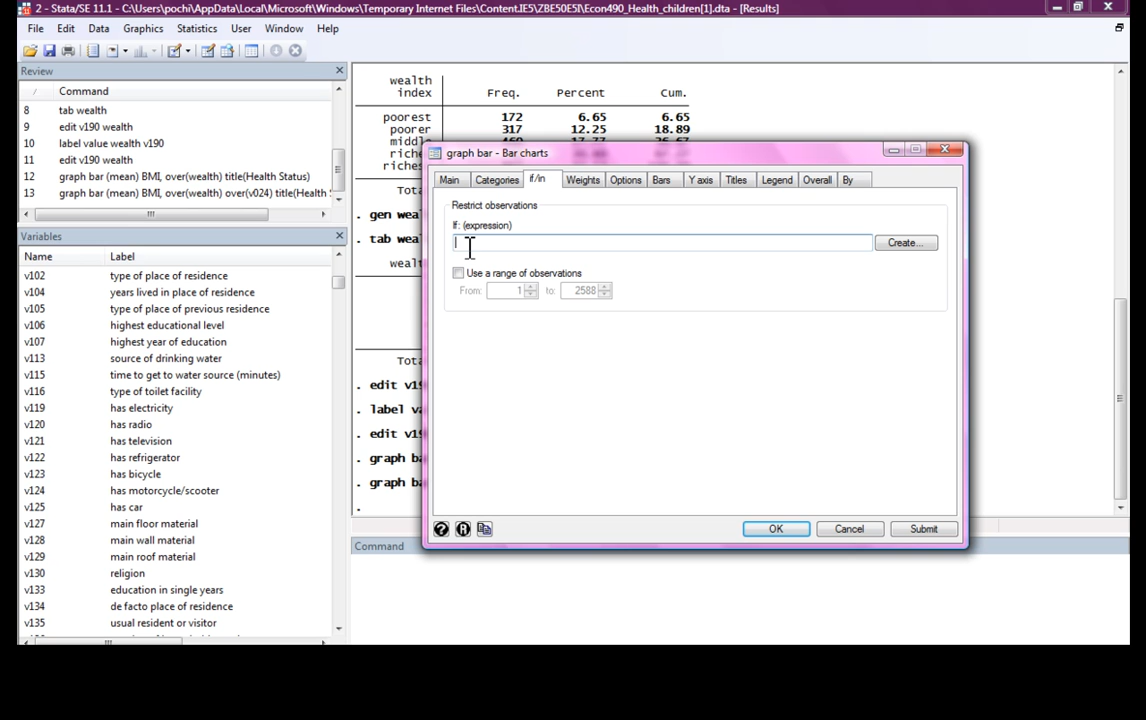 2 - Stata/SE 11.1 - C:\Users\pochi\AppData\Local\Microsoft\Windows\Temporary Internet Files\Content.IE5\ZBE50E5I\Econ490_Health_children[1].dta - [Results]
File Edit Data Graphics Statistics User Window Help
Review
Command
8 tab wealth
9 edit v190 wealth
10 label value wealth v190
11 edit v190 wealth
12 graph bar (mean) BMI, over(wealth) title(Health Status)
13 graph bar (mean) BMI, over(wealth) over(v024) title(Health
Variables
Name Label
v102 type of place of residence
v104 years lived in place of residence
v105 type of place of previous residence
v106 highest educational level
v107 highest year of education
v113 source of drinking water
v115 time to get to water source (minutes)
v116 type of toilet facility
v119 has electricity
v120 has radio
v121 has television
v122 has refrigerator
v123 has bicycle
v124 has motorcycle/scooter
v125 has car
v127 main floor material
v128 main wall material
v129 main roof material
v130 religion
v133 education in single years
v134 de facto place of residence
v135 usual resident or visitor
wealth
index Freq. Percent Cum.
poorest 172 6.65 6.65
poorer 317 12.25 18.89
middle
riche
riches
Tot
. gen wea
. tab wea
wealt
Tota
. edit v19
. label va
. edit v19
. graph ba
. graph ba
.
graph bar - Bar charts
Main Categories if/in Weights Options Bars Y axis Titles Legend Overall By
Restrict observations
If: (expression)
Create...
Use a range of observations
From: 1 to: 2588
OK Cancel Submit
Command